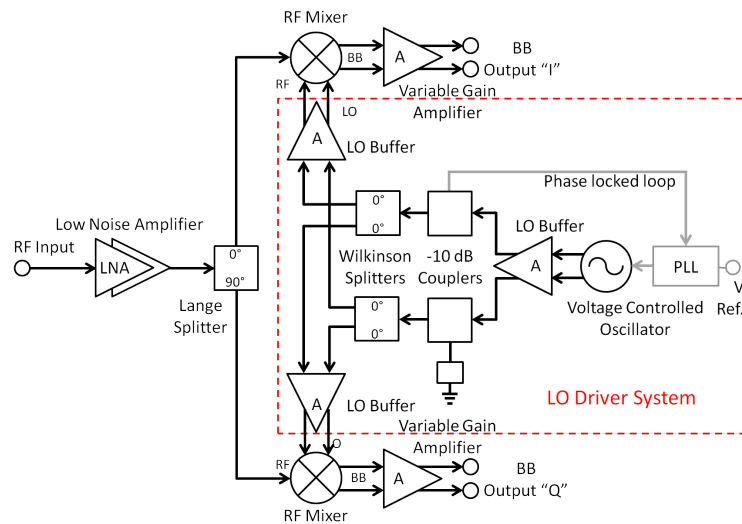 RF Mixer
BB
A
BB
Output “I”
RF
Variable Gain
Amplifier
LO
A
LO Buffer
Phase locked loop
0°
0°
Low Noise Amplifier
LO Buffer
RF Input
LNA
0°
90°
Wilkinson
Splitters
-10 dB
Couplers
A
PLL
Lange
Splitter
Voltage Controlled
Oscillator
V
Ref.
0°
0°
A
LO Buffer
LO Driver System
Variable Gain
Amplifier
O
RF
BB
A
BB
Output “Q”
RF Mixer